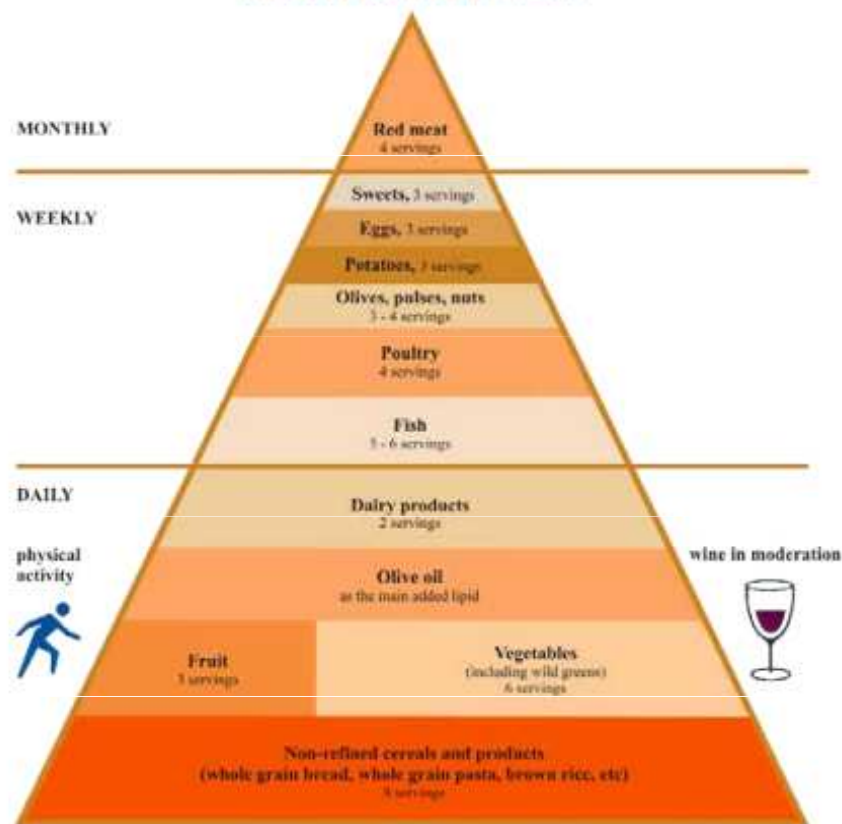 MONTHLY
Red meat
4 servings
Sweets, 3 servings
WEEKLY
Eggs, 3 servings
Potatoes, 3 servings
Olives, pulses, nuts
3 - 4 servings
Poultry
4 servings
Fish
5 - 6 servings
DAILY
Dairy products
2 servings
physical
activity
wine in moderation
Olive oil
as the main added lipid
Fruit
3 servings
Vegetables
(including wild greens)
6 servings
Non-refined cereals and products
(whole grain bread, whole grain pasta, brown rice, etc)
8 servings